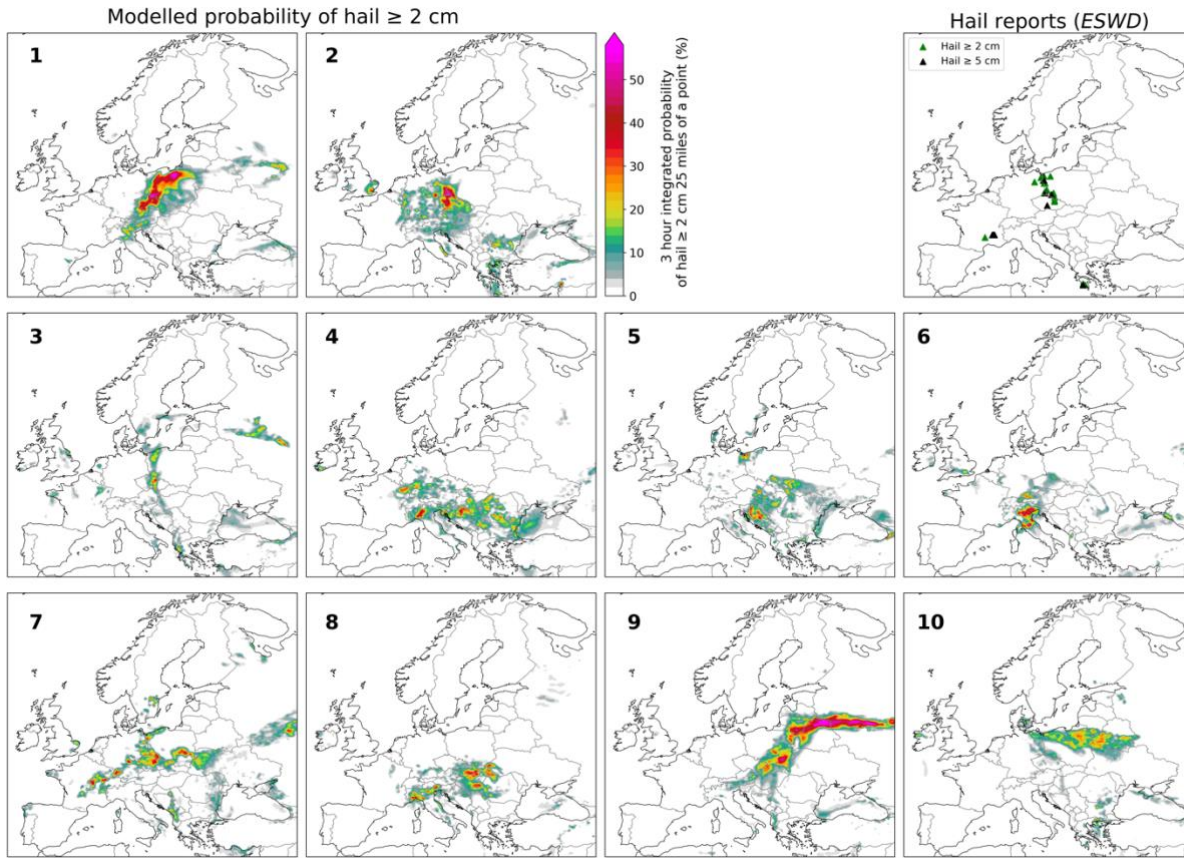 Modelled probability of hail ≥ 2 cm
Hail reports (ESWD)
1
2
50
40
30
20
10
0
3 hour integrated probability
of hail ≥ 2 cm 25 miles of a point (%)
Hail ≥ 2 cm
Hail ≥ 5 cm
3
4
5
6
7
8
9
10